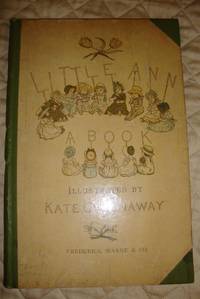 LITTLE ANN
A BOOK
ILLUSTRATED BY
KATE GREENAWAY
FREDERICK WARNE & CO